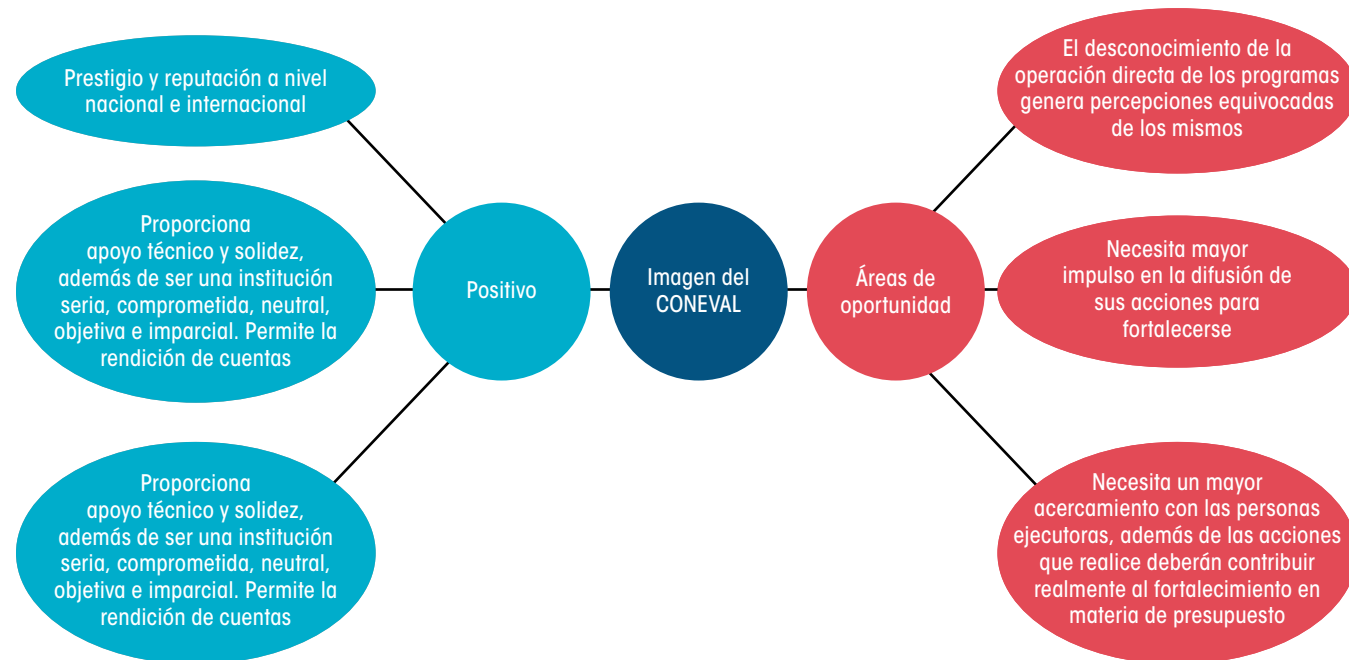 Prestigio y reputación a nivel
nacional e internacional
Proporciona
apoyo técnico y solidez,
además de ser una institución
seria, comprometida, neutral,
objetiva e imparcial. Permite la
rendición de cuentas
Proporciona
apoyo técnico y solidez,
además de ser una institución
seria, comprometida, neutral,
objetiva e imparcial. Permite la
rendición de cuentas
Positivo
Imagen del
CONEVAL
Áreas de
oportunidad
El desconocimiento de la
operación directa de los programas
genera percepciones equivocadas
de los mismos
Necesita mayor
impulso en la difusión de
sus acciones para
fortalecerse
Necesita un mayor
acercamiento con las personas
ejecutoras, además de las acciones
que realice deberán contribuir
realmente al fortalecimiento en
materia de presupuesto